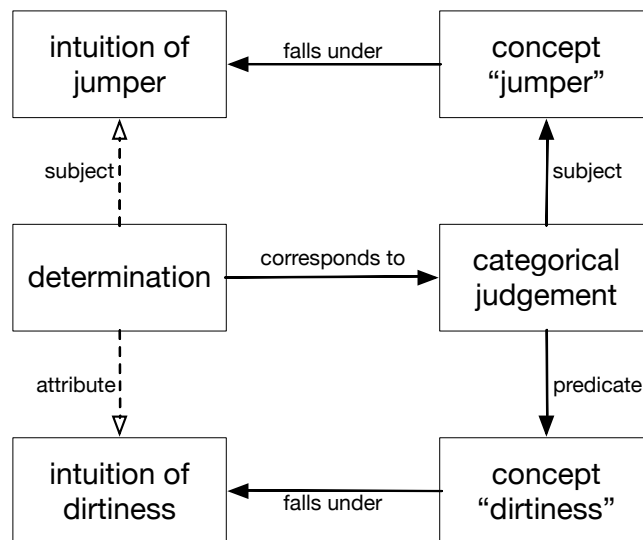 intuition of
jumper
falls under
concept
“jumper”
subject
subject
determination
corresponds to
categorical
judgement
attribute
predicate
intuition of
dirtiness
falls under
concept
“dirtiness”